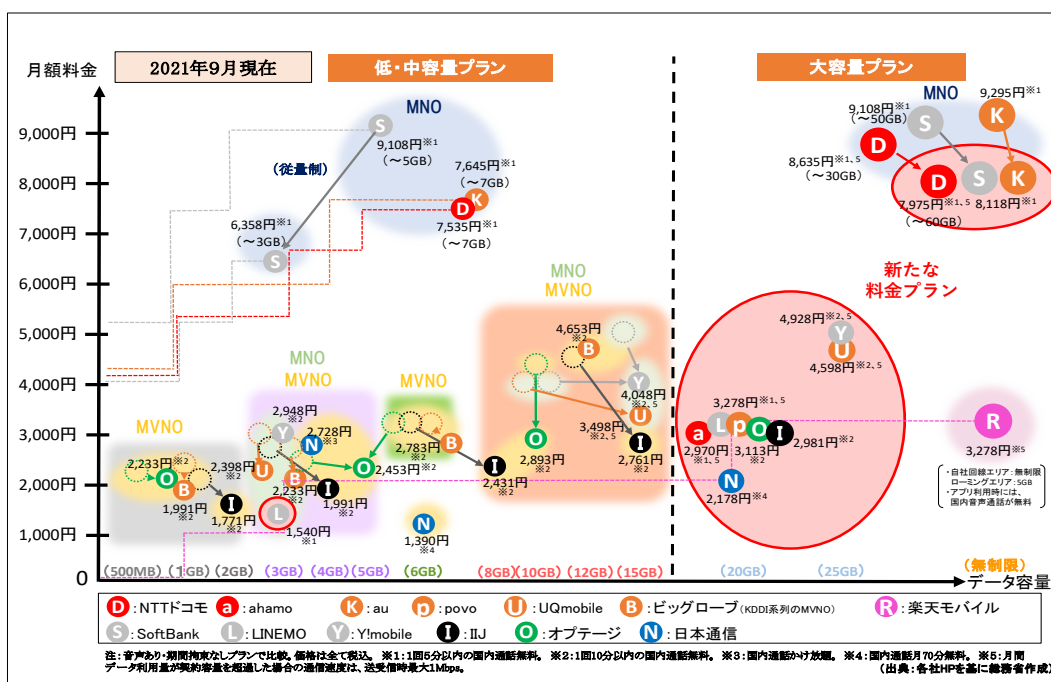 月額料金
2021年9月現在
低・中容量プラン
大容量プラン
9,000円
8,000円
7,000円
6,000円
5,000円
4,000円
3,000円
2,000円
1,000円
0
MNO
S
9,108円※1
(~5GB)
(従量制)
7,645円※1
(~7GB)
K
D
7,535円※1
(~7GB)
6,358円※1
(~3GB)
S
MNO
9,108円※1
(~50GB)
S
9,295円※1
K
D
8,635円※1、5
(~30GB)
D
S
K
7,975円※1、5
(~60GB)
8,118円※1
新たな
料金プラン
MVNO
2,233円※2
O
B
1,991円
※2
I
1,771円
※2
2,398円
※2
MNO
MVNO
2,948円
※2
Y
2,728円
※3
N
U
B
2,233円
※2
I
1,991円
※2
L
1,540円
※1
O
2,453円※2
MVNO
2,783円
※2
B
N
1,390円
※4
MNO
MVNO
4,653円
※2
B
I
2,431円
※2
O
2,893円
※2
Y
4,048円
※2、5
U
3,498円
※2、5
I
2,761円
※2
4,928円※2、5
Y
U
4,598円
※2、5
3,278円※1、5
a
L
p
O
I
2,970円
※1、5
3,113円
※2
2,981円※2
N
2,178円※4
R
3,278円※5
・自社回線エリア：無制限
ローミングエリア：5GB
・アプリ利用時には、
国内音声通話が無料
(500MB)
(1GB)
(2GB)
(3GB)
(4GB)
(5GB)
(6GB)
(8GB)
(10GB)
(12GB)
(15GB)
(20GB)
(25GB)
(無制限)
データ容量
D：NTTドコモ a：ahamo K：au p：povo U：UQmobile B：ビッグローブ(KDDI系列のMVNO) R：楽天モバイル
S：SoftBank L：LINEMO Y：Y!mobile I：IIJ O：オプテージ N：日本通信
注：音声あり・期間拘束なしプランで比較。価格は全て税込。 ※1：1回5分以内の国内通話無料。 ※2：1回10分以内の国内通話無料。 ※3：国内通話かけ放題。 ※4：国内通話月70分無料。 ※5：月間
データ利用量が契約容量を超過した場合の通信速度は、送受信時最大1Mbps。
(出典：各社HPを基に総務省作成)